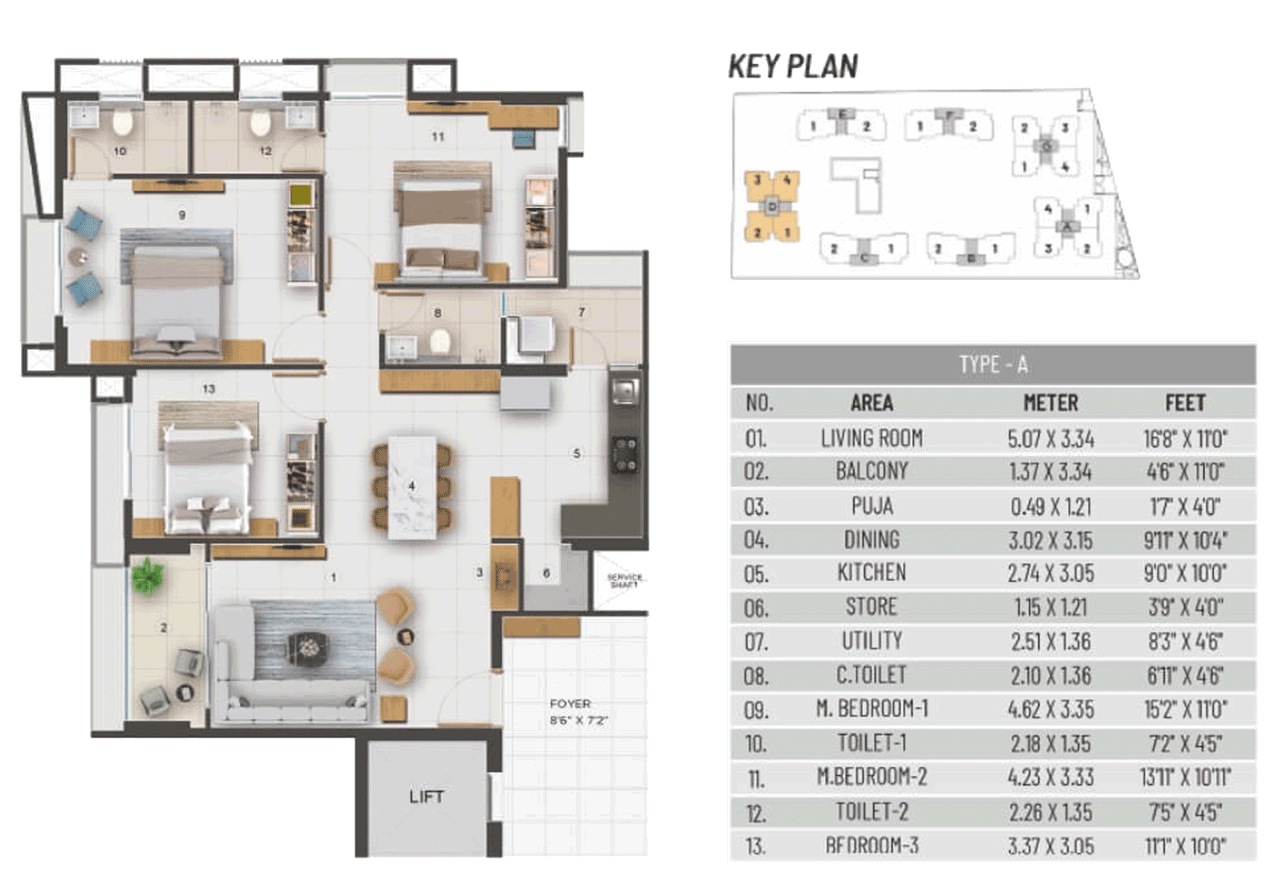 KEY PLAN
E
1 2
F
1 2
2 3
G
1 4
3 4
D
2 1
4 1
A
3 2
2 1
C
2 1
B
10
12
11
9
8
7
13
5
4
1
3
6
SERVICE
SHAFT
2
FOYER
8'6" X 7'2"
LIFT
TYPE - A
NO. AREA METER FEET
01. LIVING ROOM 5.07 X 3.34 16'8" X 11'0"
02. BALCONY 1.37 X 3.34 4'6" X 11'0"
03. PUJA 0.49 X 1.21 1'7" X 4'0"
04. DINING 3.02 X 3.15 9'11" X 10'4"
05. KITCHEN 2.74 X 3.05 9'0" X 10'0"
06. STORE 1.15 X 1.21 3'9" X 4'0"
07. UTILITY 2.51 X 1.36 8'3" X 4'6"
08. C.TOILET 2.10 X 1.36 6'11" X 4'6"
09. M. BEDROOM-1 4.62 X 3.35 15'2" X 11'0"
10. TOILET-1 2.18 X 1.35 7'2" X 4'5"
11. M.BEDROOM-2 4.23 X 3.33 13'11" X 10'11"
12. TOILET-2 2.26 X 1.35 7'5" X 4'5"
13. BEDROOM-3 3.37 X 3.05 11'1" X 10'0"